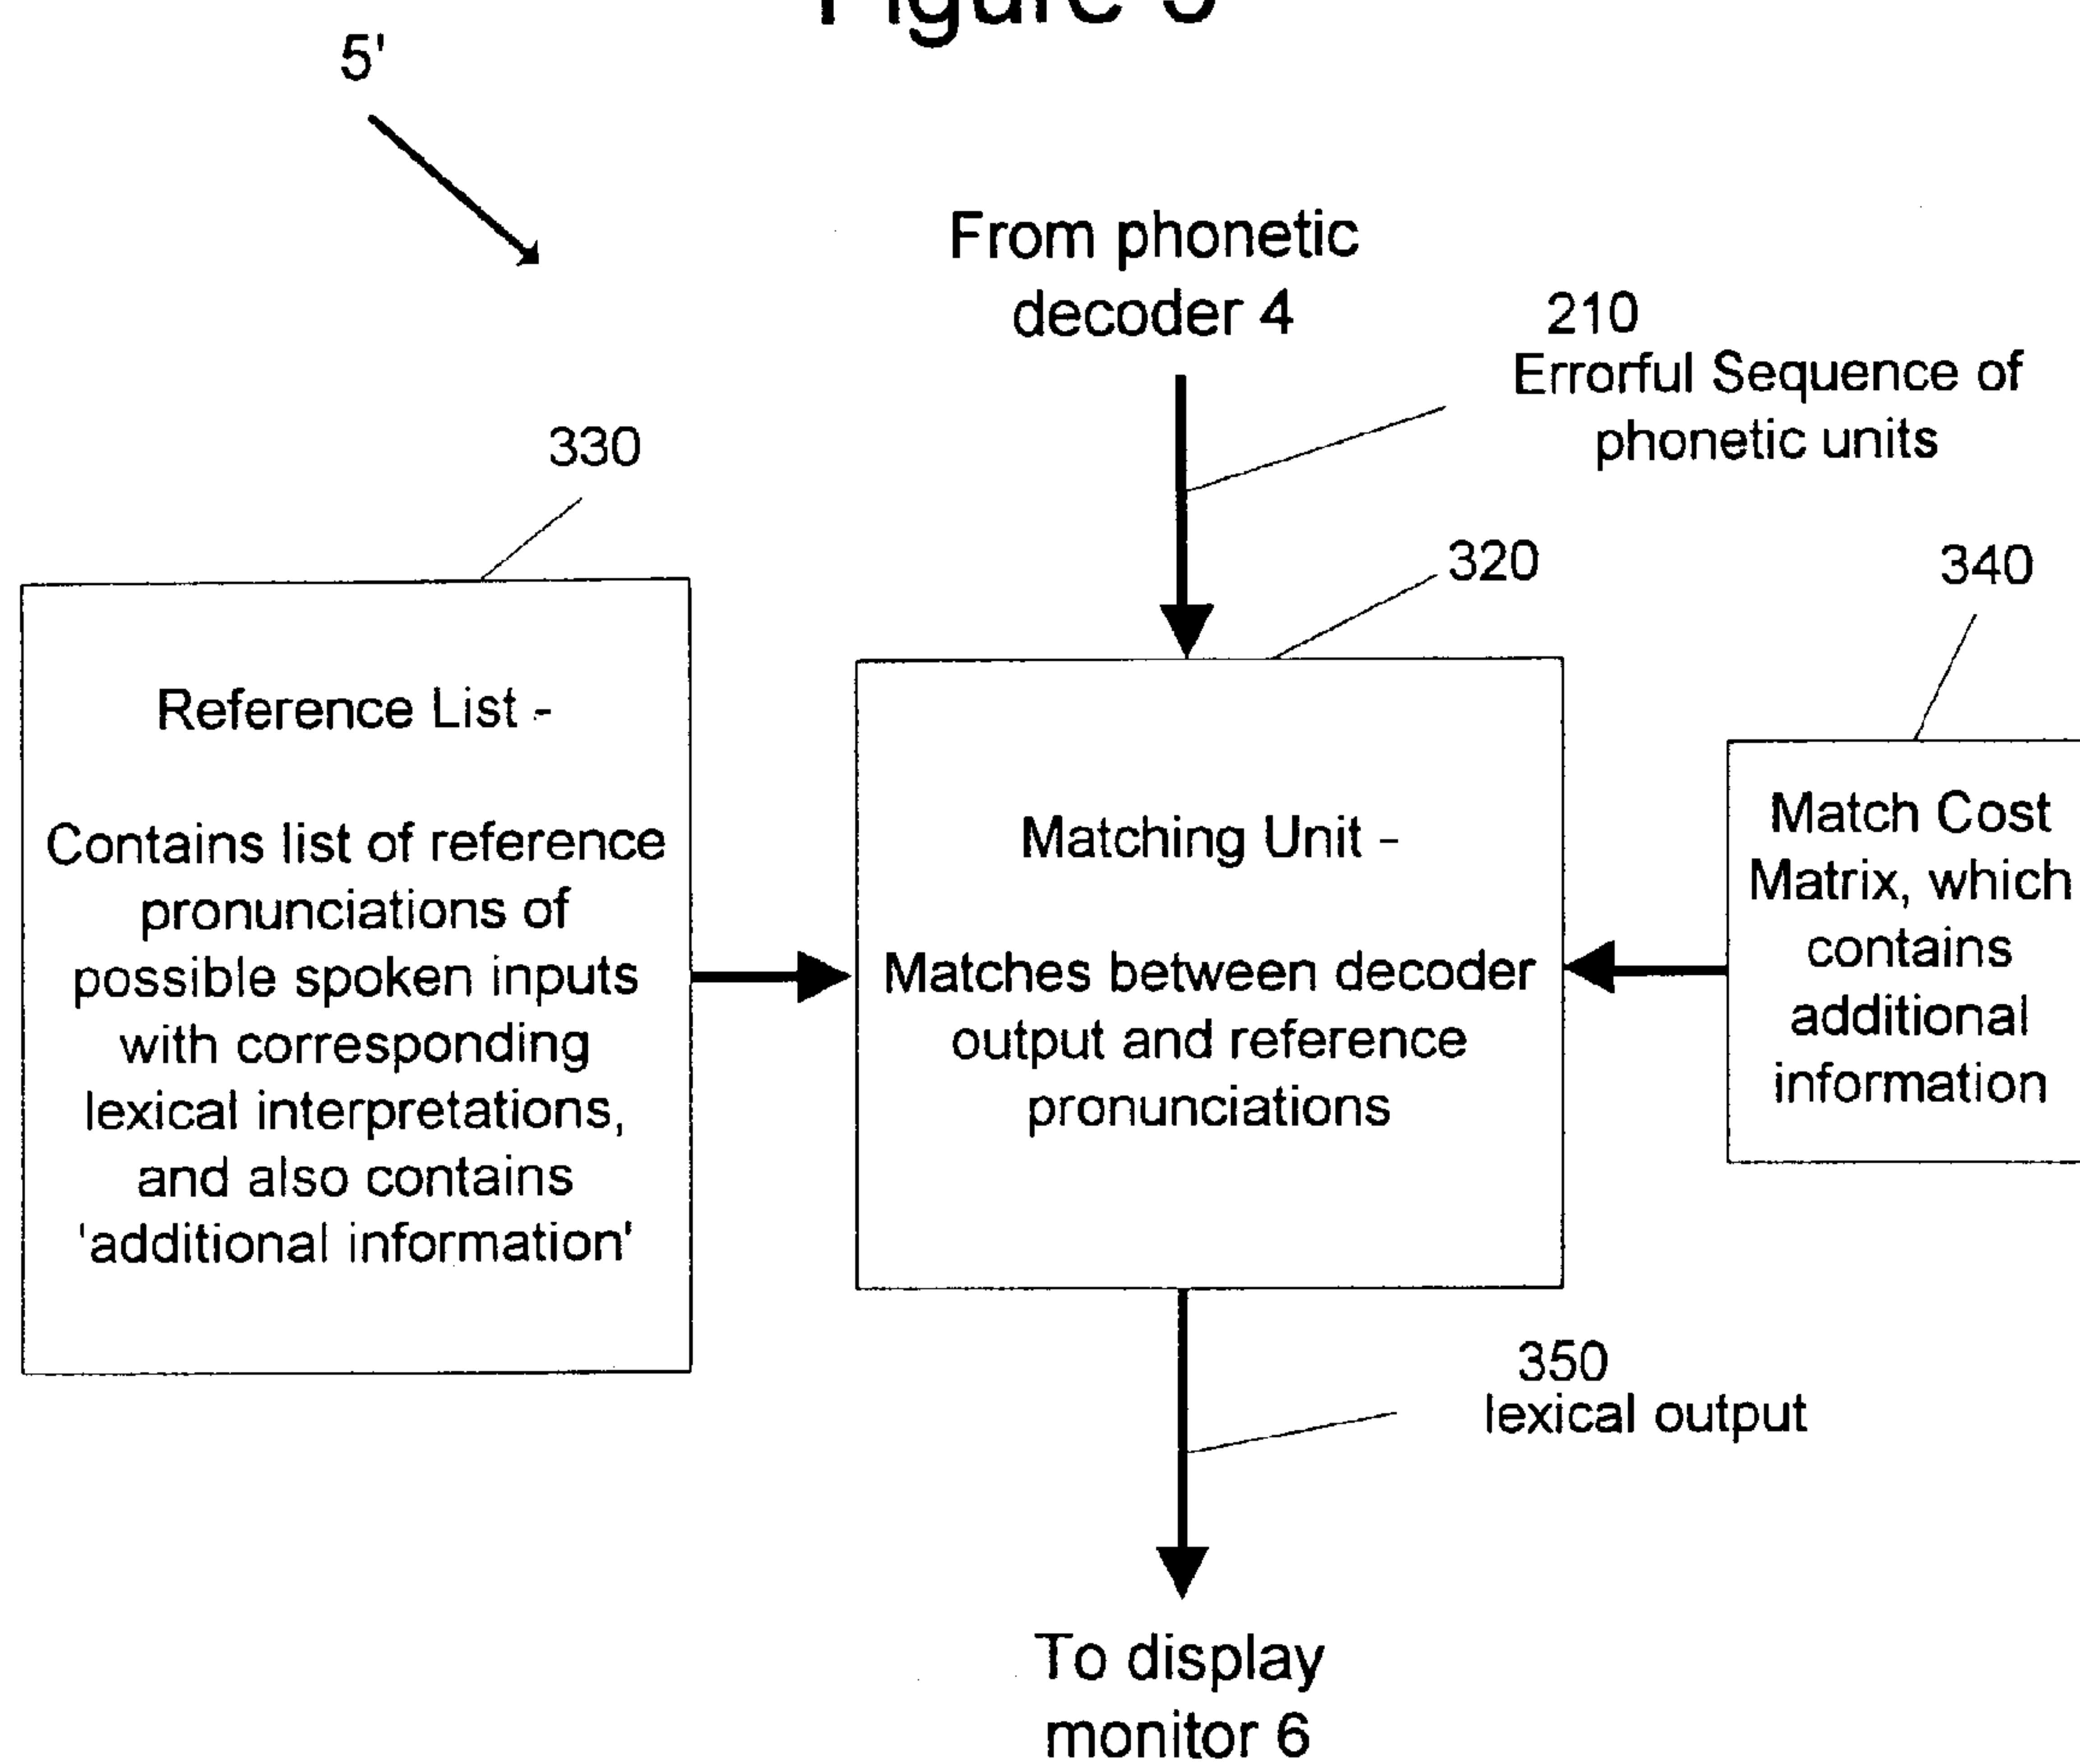 5'
From phonetic
decoder 4
210
Errorful Sequence of
phonetic units
330
320
340
Reference List -
Contains list of reference
pronunciations of
possible spoken inputs
with corresponding
lexical interpretations,
and also contains
'additional information'
Matching Unit -
Matches between decoder
output and reference
pronunciations
Match Cost
Matrix, which
contains
additional
information
350
lexical output
To display
monitor 6